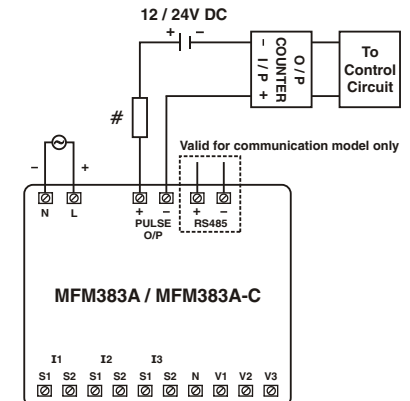 12 / 24V DC
+ −
− I / P +
O / P
COUNTER
To
Control
Circuit
#
Valid for communication model only
− +
N L
+ − + −
PULSE RS485
O/P
MFM383A / MFM383A-C
I1 I2 I3
S1 S2 S1 S2 S1 S2 N V1 V2 V3